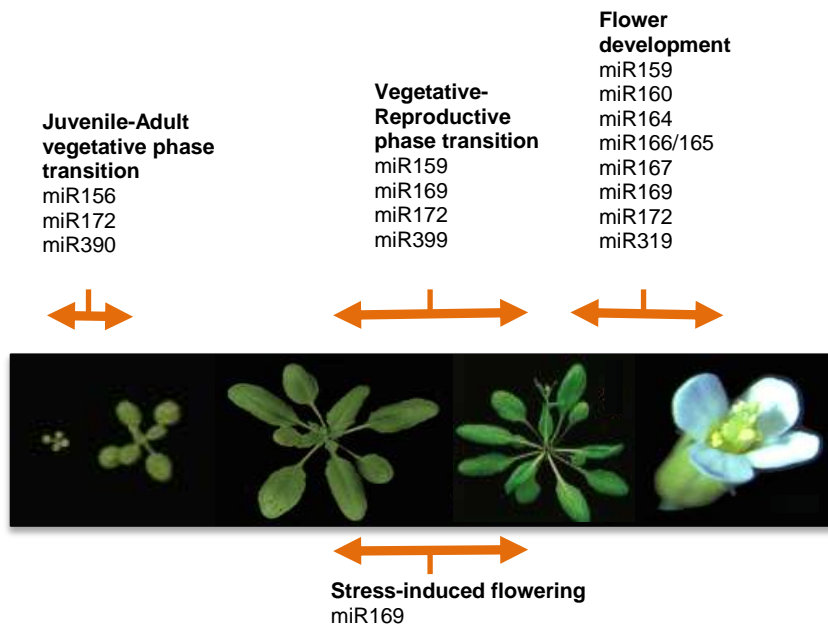 Juvenile-Adult
vegetative phase
transition
miR156
miR172
miR390
Vegetative-
Reproductive
phase transition
miR159
miR169
miR172
miR399
Flower
development
miR159
miR160
miR164
miR166/165
miR167
miR169
miR172
miR319
Stress-induced flowering
miR169